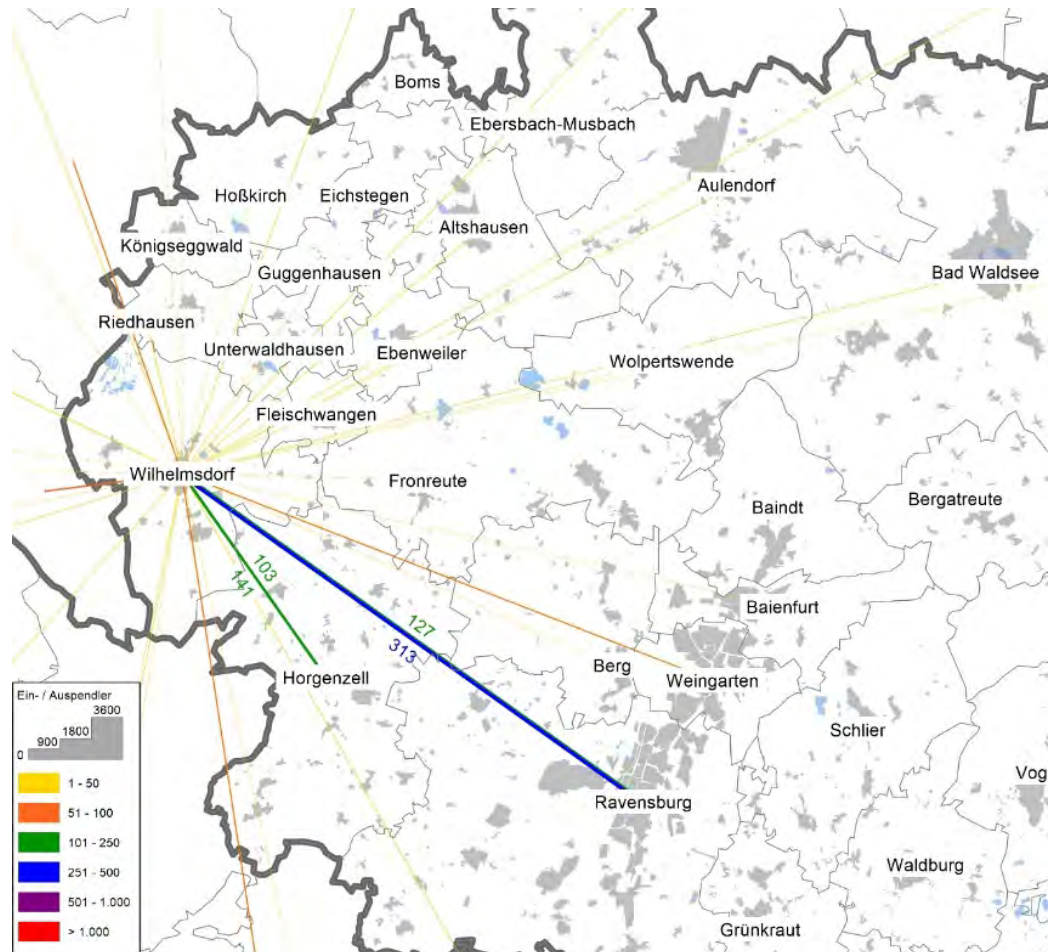 Boms
Ebersbach-Musbach
Aulendorf
Hoßkirch
Eichstegen
Altshausen
Königseggwald
Guggenhausen
Bad Waldsee
Riedhausen
Unterwaldhausen
Ebenweiler
Wolpertswende
Fleischwangen
Wilhelmsdorf
Fronreute
Baindt
Bergatreute
103
141
Baienfurt
127
313
Berg
Horgenzell
Weingarten
Schlier
Vog
Ravensburg
Waldburg
Grünkraut
Ein- / Auspendler
3600
1800
900
0
1 - 50
51 - 100
101 - 250
251 - 500
501 - 1.000
> 1.000